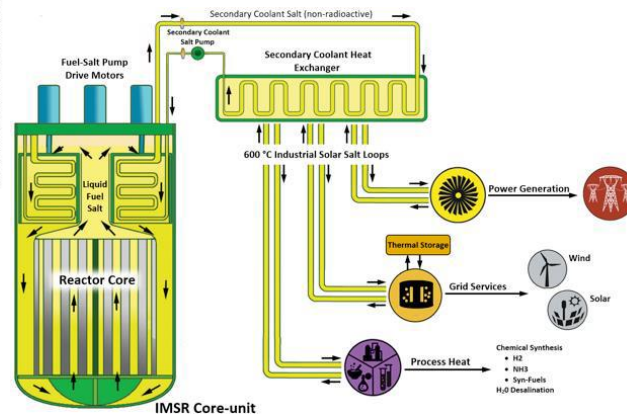 Secondary Coolant Salt (non-radioactive)
Secondary Coolant
Salt Pump
Fuel-Salt Pump
Drive Motors
Secondary Coolant Heat
Exchanger
600 °C Industrial Solar Salt Loops
Liquid
Fuel
Salt
Power Generation
Thermal Storage
Wind
Reactor Core
Grid Services
Solar
Process Heat
Chemical Synthesis
• H2
• NH3
• Syn-Fuels
H20 Desalination
IMSR Core-unit